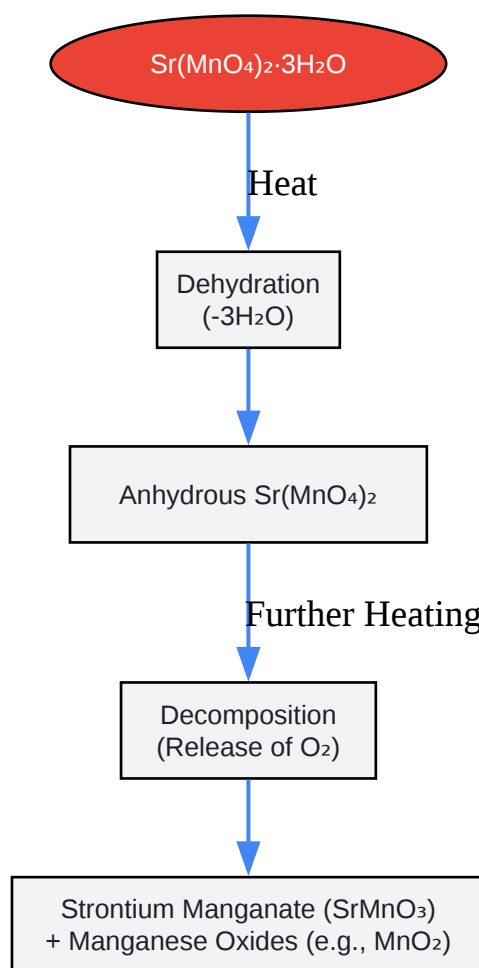 Sr(MnO₄)₂·3H₂O
Heat
Dehydration
(-3H₂O)
Anhydrous Sr(MnO₄)₂
Further Heating
Decomposition
(Release of O₂)
Strontium Manganate (SrMnO₃)
+ Manganese Oxides (e.g., MnO₂)